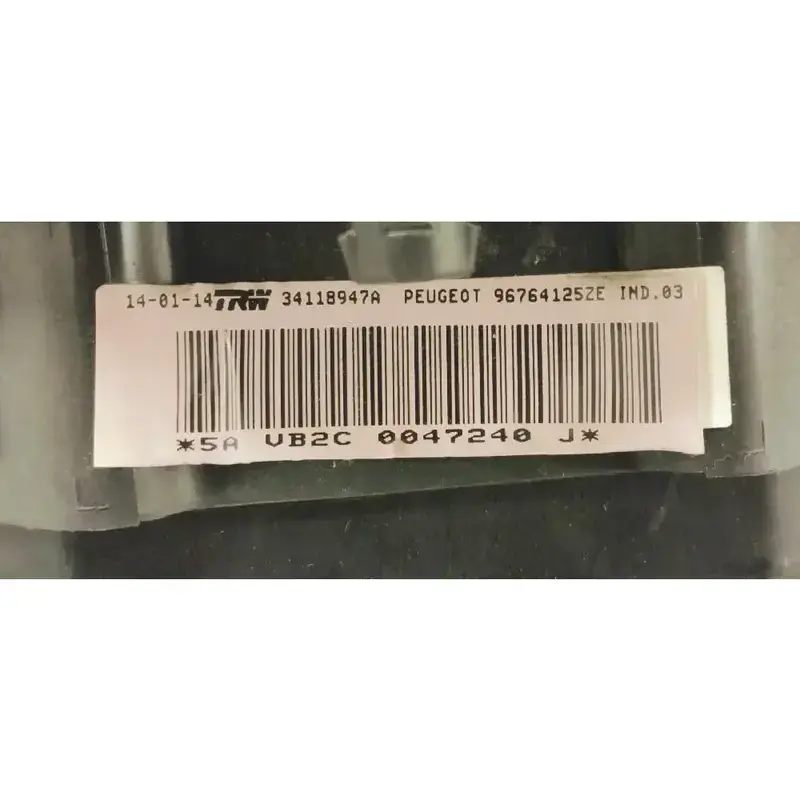 14-01-14 TRW 34118947A PEUGEOT 96764125ZE IND.03
*5A VB2C 0047240 J*